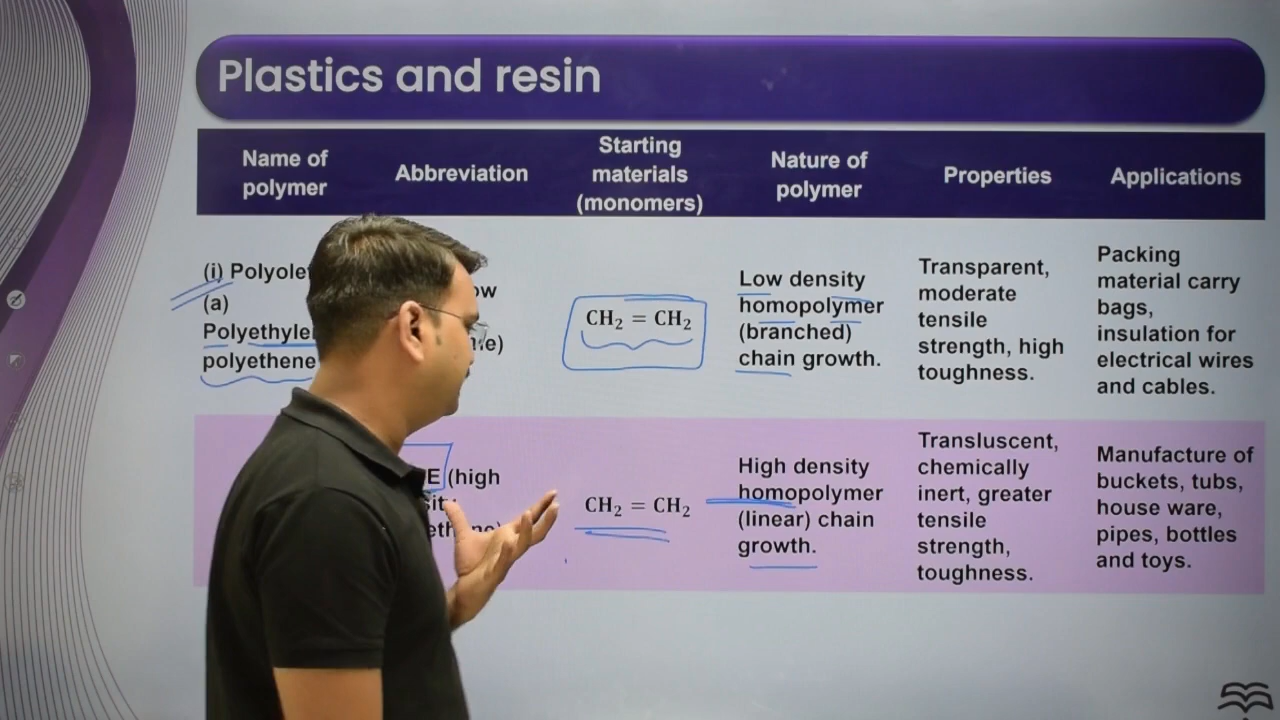 Plastics and resin
Name of
polymer
Abbreviation
Starting
materials
(monomers)
Nature of
polymer
Properties
Applications
(i)
(a)
polyethene
CH₂ = CH₂
Low density
homopolymer
(branched)
chain growth.
Transparent,
moderate
tensile
strength, high
toughness.
Packing
material carry
bags,
insulation for
electrical wires
and cables.
(high
CH₂ = CH₂
High density
homopolymer
(linear) chain
growth.
Transluscent,
chemically
inert, greater
tensile
strength,
toughness.
Manufacture of
buckets, tubs,
house ware,
pipes, bottles
and toys.